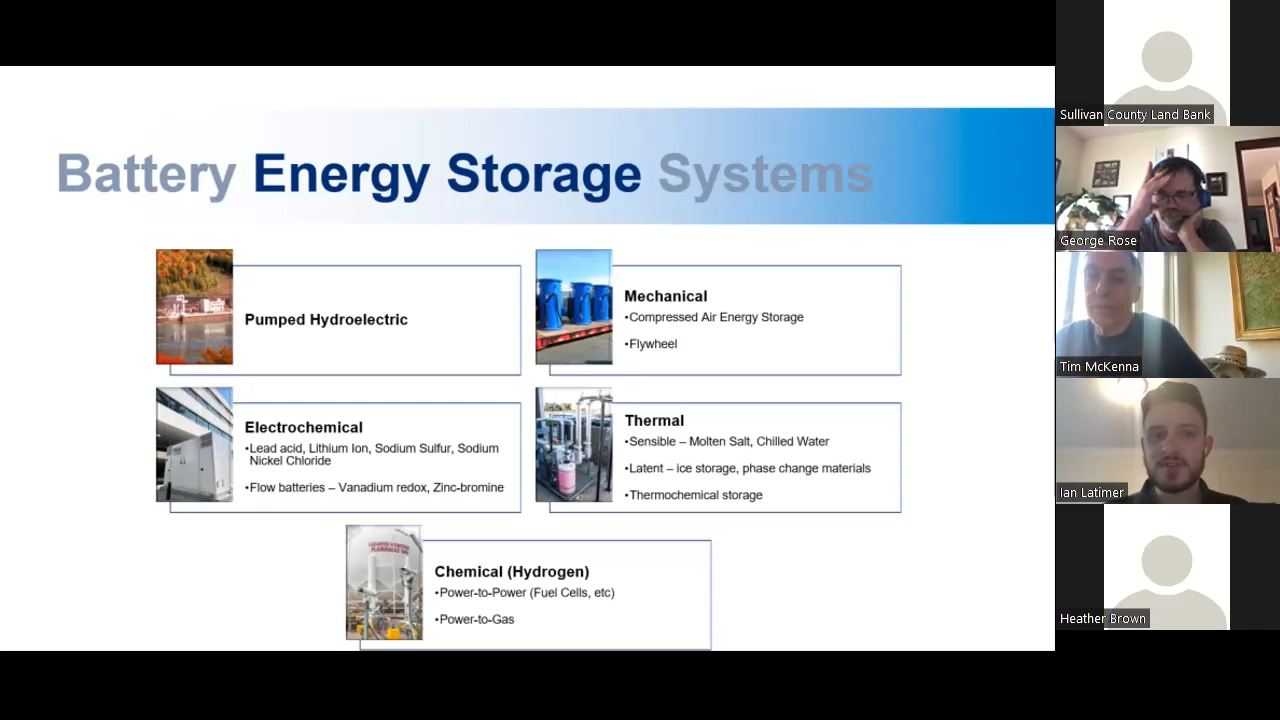 Battery Energy Storage Systems
Pumped Hydroelectric
Mechanical
•Compressed Air Energy Storage
•Flywheel
Electrochemical
•Lead acid, Lithium Ion, Sodium Sulfur, Sodium
Nickel Chloride
•Flow batteries – Vanadium redox, Zinc-bromine
Thermal
•Sensible – Molten Salt, Chilled Water
•Latent – ice storage, phase change materials
•Thermochemical storage
Chemical (Hydrogen)
•Power-to-Power (Fuel Cells, etc)
•Power-to-Gas
Sullivan County Land Bank
George Rose
Tim McKenna
Ian Latimer
Heather Brown